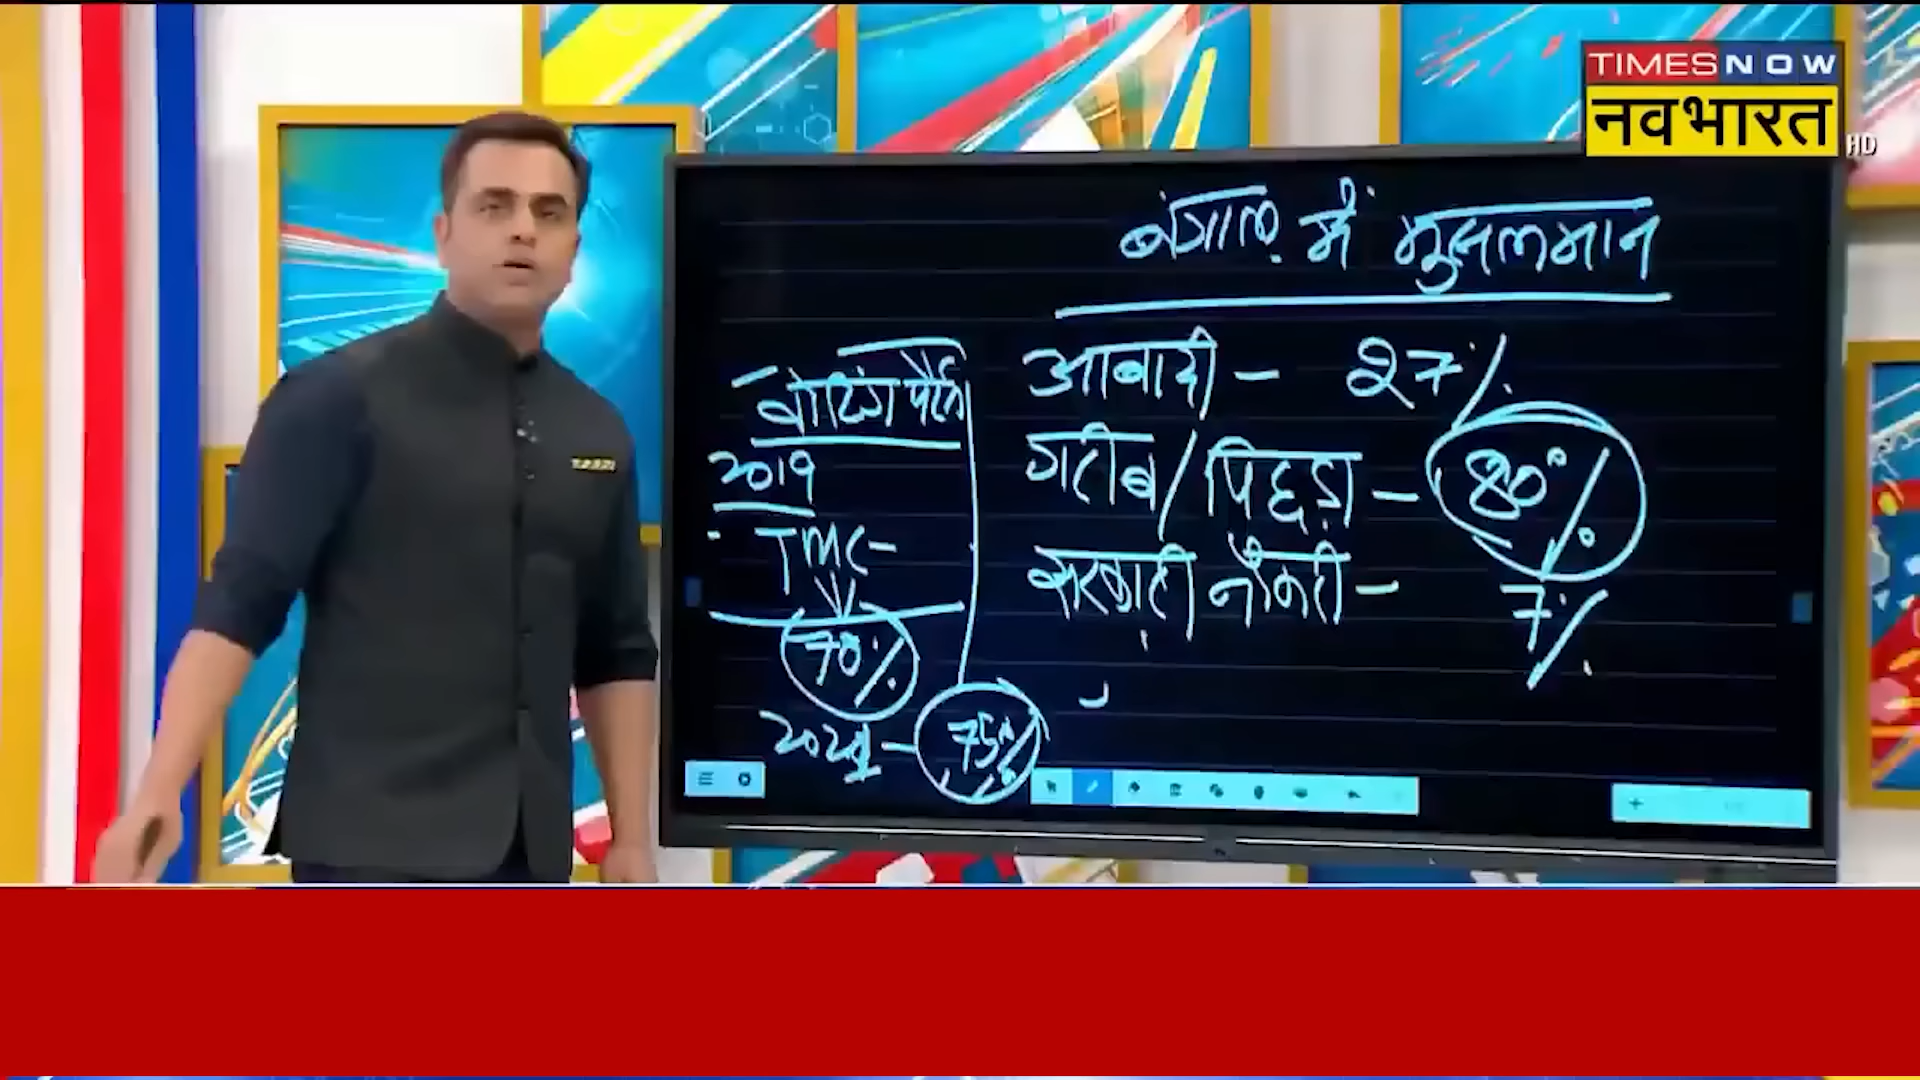 TIMES NOW
नवभारत
HD
बंगाल में मुसलमान
आबादी - 27%
गरीब/पिछड़ा - 80%
सरकारी नौकरी - 7%
वोटिंग पैटर्न
2019
TMC-
70%
2021 - 75%